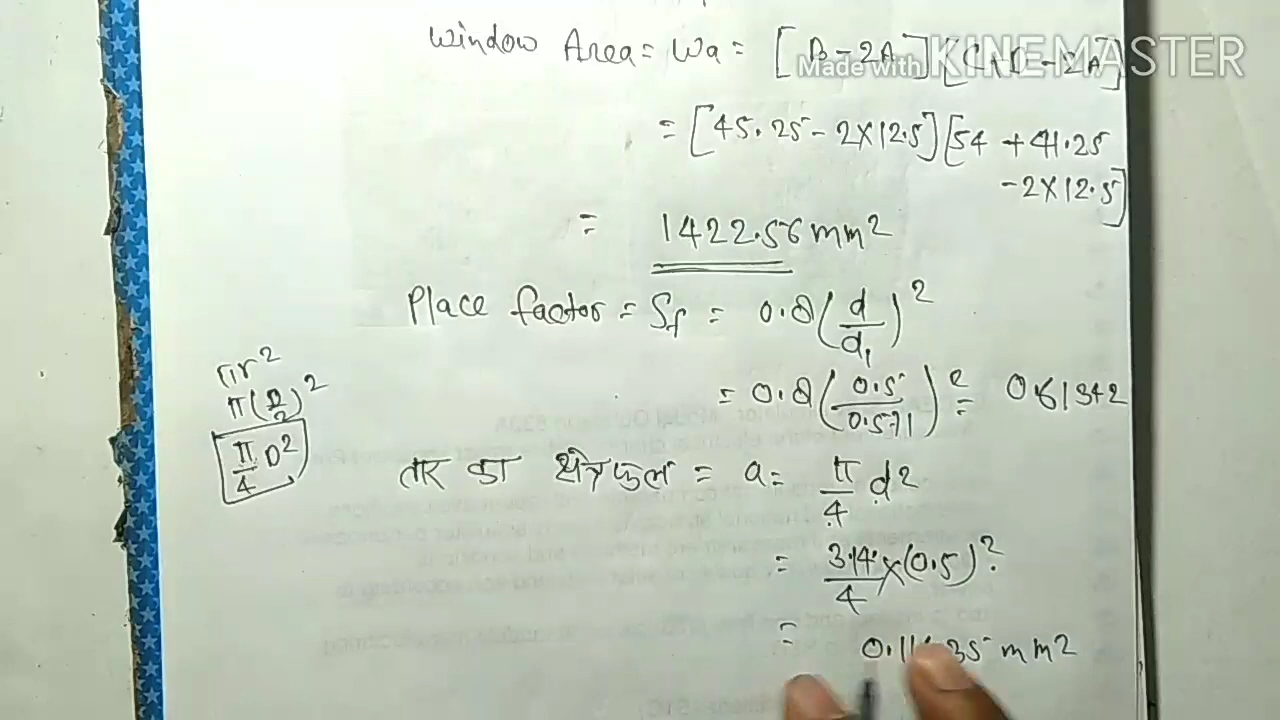 Window Area = Wa = [B - 2A] [C+D - 2A]
Made with KINEMASTER
= [45.25 - 2×12.5] [54 + 41.25
- 2×12.5]
= 1422.56 mm²
Place factor = Sf = 0.8 (d/d₁)²
= 0.8 (0.5/0.571)² = 0.61342
πr²
π(D/2)²
π/4 D²
तार का क्षेत्रफल = a = π/4 d²
= 3.14/4 × (0.5)²
= mm²